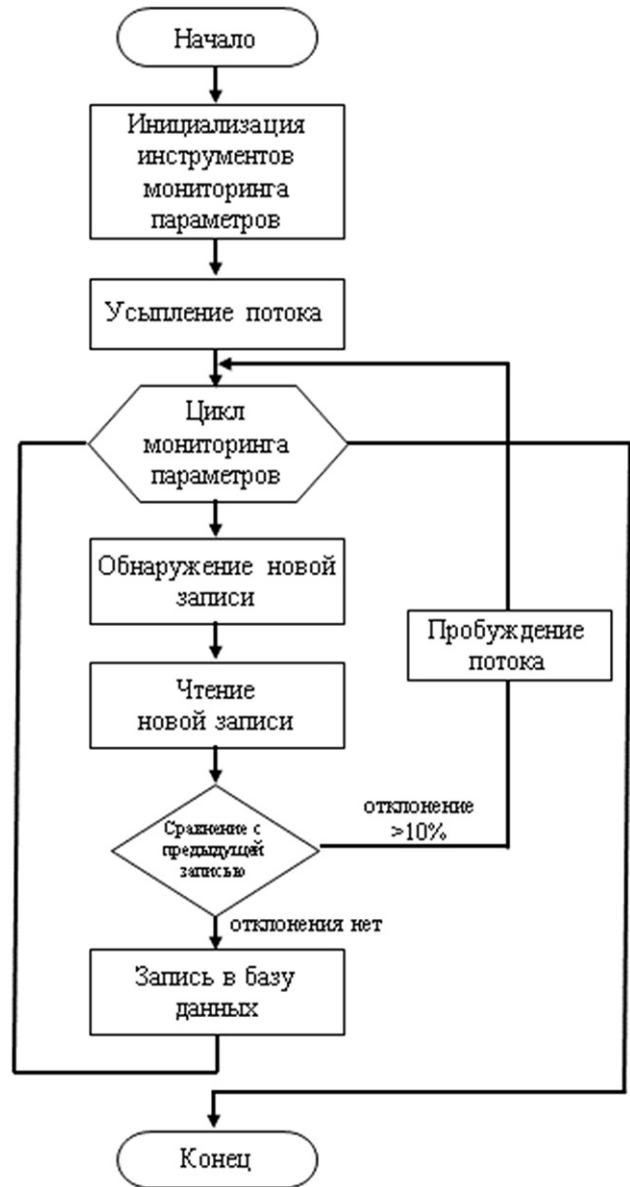 Начало
Инициализация
инструментов
мониторинга
параметров
Усыпление потока
Цикл
мониторинга
параметров
Обнаружение новой
записи
Пробуждение
потока
Чтение
новой записи
Сравнение с
предыдущей
записью
отклонение
>10%
отклонения нет
Запись в базу
данных
Конец